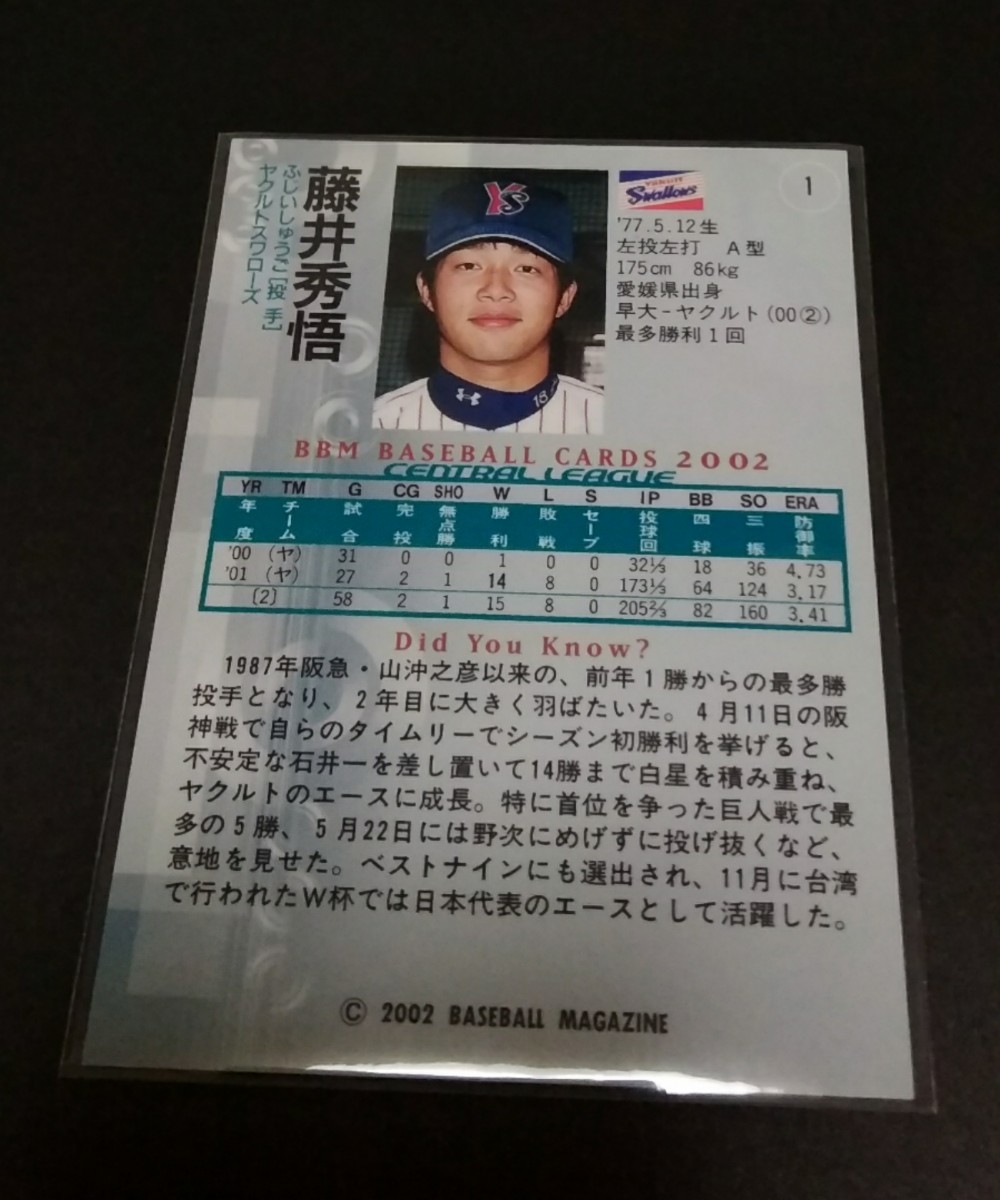 藤井秀悟
ふじいしゅうご[投 手]
ヤクルトスワローズ
YS
18
YAKULT
Swallows
1
'77.5.12生
左投左打 A型
175cm 86kg
愛媛県出身
早大-ヤクルト(00②)
最多勝利1回
BBM BASEBALL CARDS 2002
CENTRAL LEAGUE
YR TM G CG SHO W L S IP BB SO ERA
年度 チーム 試合 完投 無点勝 勝利 敗戦 セーブ 投球回 四球 三振 防御率
'00 (ヤ) 31 0 0 1 0 0 32⅓ 18 36 4.73
'01 (ヤ) 27 2 1 14 8 0 173⅓ 64 124 3.17
[2] 58 2 1 15 8 0 205⅔ 82 160 3.41
Did You Know?
1987年阪急・山沖之彦以来の、前年1勝からの最多勝
投手となり、2年目に大きく羽ばたいた。4月11日の阪
神戦で自らのタイムリーでシーズン初勝利を挙げると、
不安定な石井一を差し置いて14勝まで白星を積み重ね、
ヤクルトのエースに成長。特に首位を争った巨人戦で最
多の5勝、5月22日には野次にめげずに投げ抜くなど、
意地を見せた。ベストナインにも選出され、11月に台湾
で行われたW杯では日本代表のエースとして活躍した。
© 2002 BASEBALL MAGAZINE